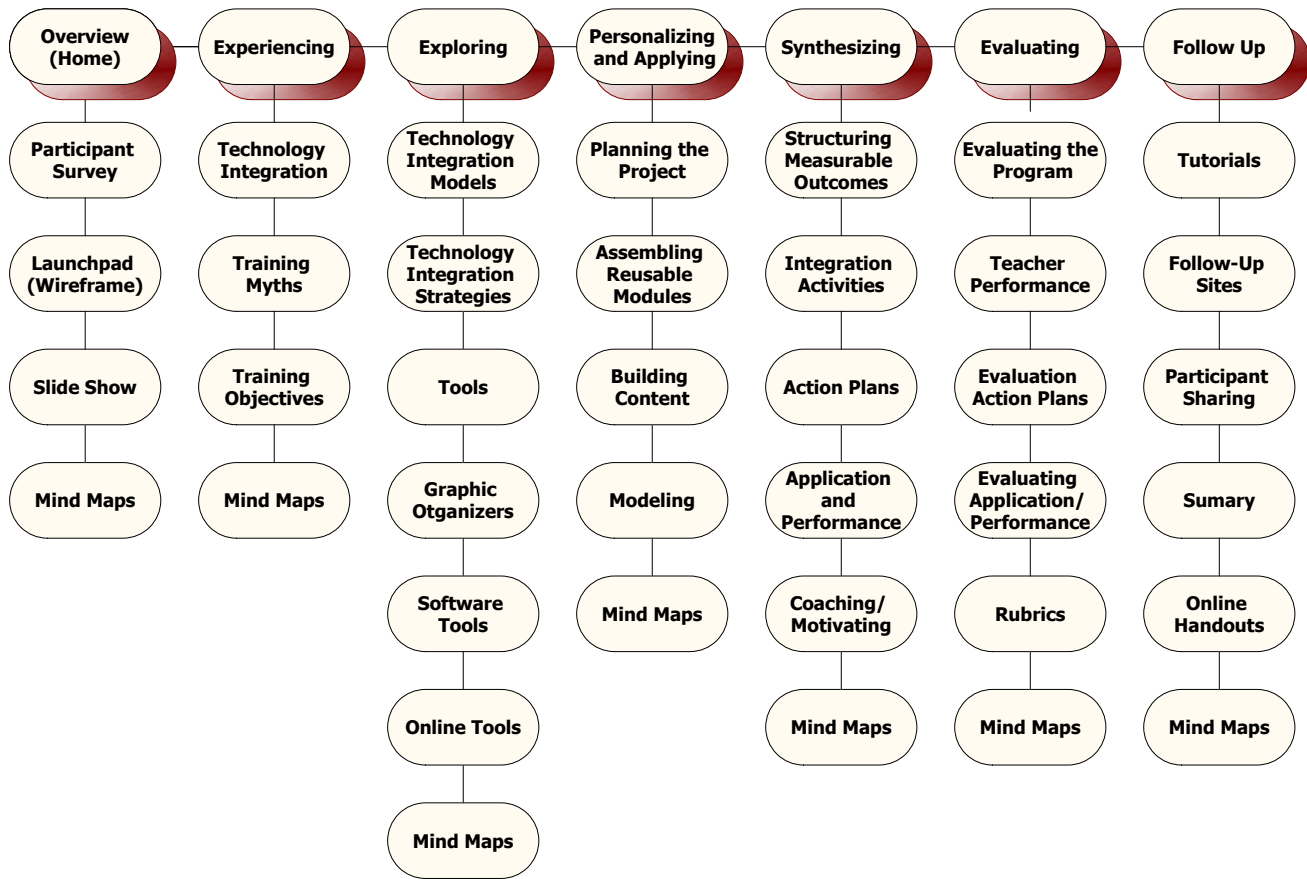 Overview
(Home)
Experiencing
Exploring
Personalizing
and Applying
Synthesizing
Evaluating
Follow Up
Participant
Survey
Launchpad
(Wireframe)
Slide Show
Mind Maps
Technology
Integration
Training
Myths
Training
Objectives
Mind Maps
Technology
Integration
Models
Technology
Integration
Strategies
Tools
Graphic
Otganizers
Software
Tools
Online Tools
Mind Maps
Planning the
Project
Assembling
Reusable
Modules
Building
Content
Modeling
Mind Maps
Structuring
Measurable
Outcomes
Integration
Activities
Action Plans
Application
and
Performance
Coaching/
Motivating
Mind Maps
Evaluating the
Program
Teacher
Performance
Evaluation
Action Plans
Evaluating
Application/
Performance
Rubrics
Mind Maps
Tutorials
Follow-Up
Sites
Participant
Sharing
Sumary
Online
Handouts
Mind Maps